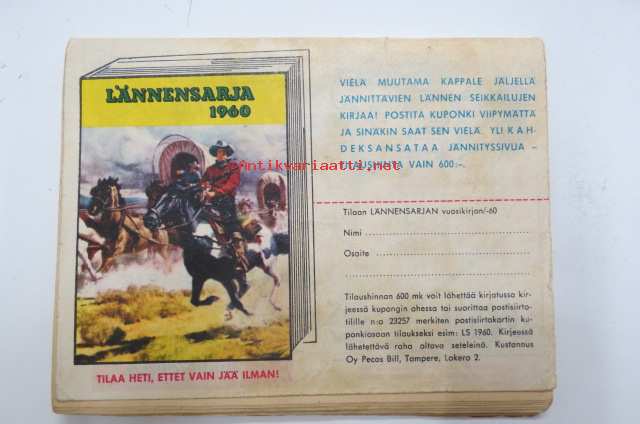 LÄNNENSARJA
1960
Antikvariaatti.net
TILAA HETI, ETTET VAIN JÄÄ ILMAN!
VIELÄ MUUTAMA KAPPALE JÄLJELLÄ
JÄNNITTÄVIEN LÄNNEN SEIKKAILUJEN
KIRJAA! POSTITA KUPONKI VIIPYMÄTTÄ
JA SINÄKIN SAAT SEN VIELÄ. YLI KAH-
DEKSANSATAA JÄNNITYSSIVUA –
TILAUSHINTA VAIN 600:–.
Tilaan LÄNNENSARJAN vuosikirjan/-60
Nimi
Osoite
Tilaushinnan 600 mk voit lähettää kirjatussa kir-
jeessä kupongin ohessa tai suorittaa postisiirto-
tilille n:o 23257 merkiten postisiirtokartin ku-
ponkiosaan tilaukseksi esim: LS 1960. Kirjeessä
lähetettävä raha oltava seteleinä. Kustannus
Oy Pecos Bill, Tampere, Lokero 2.